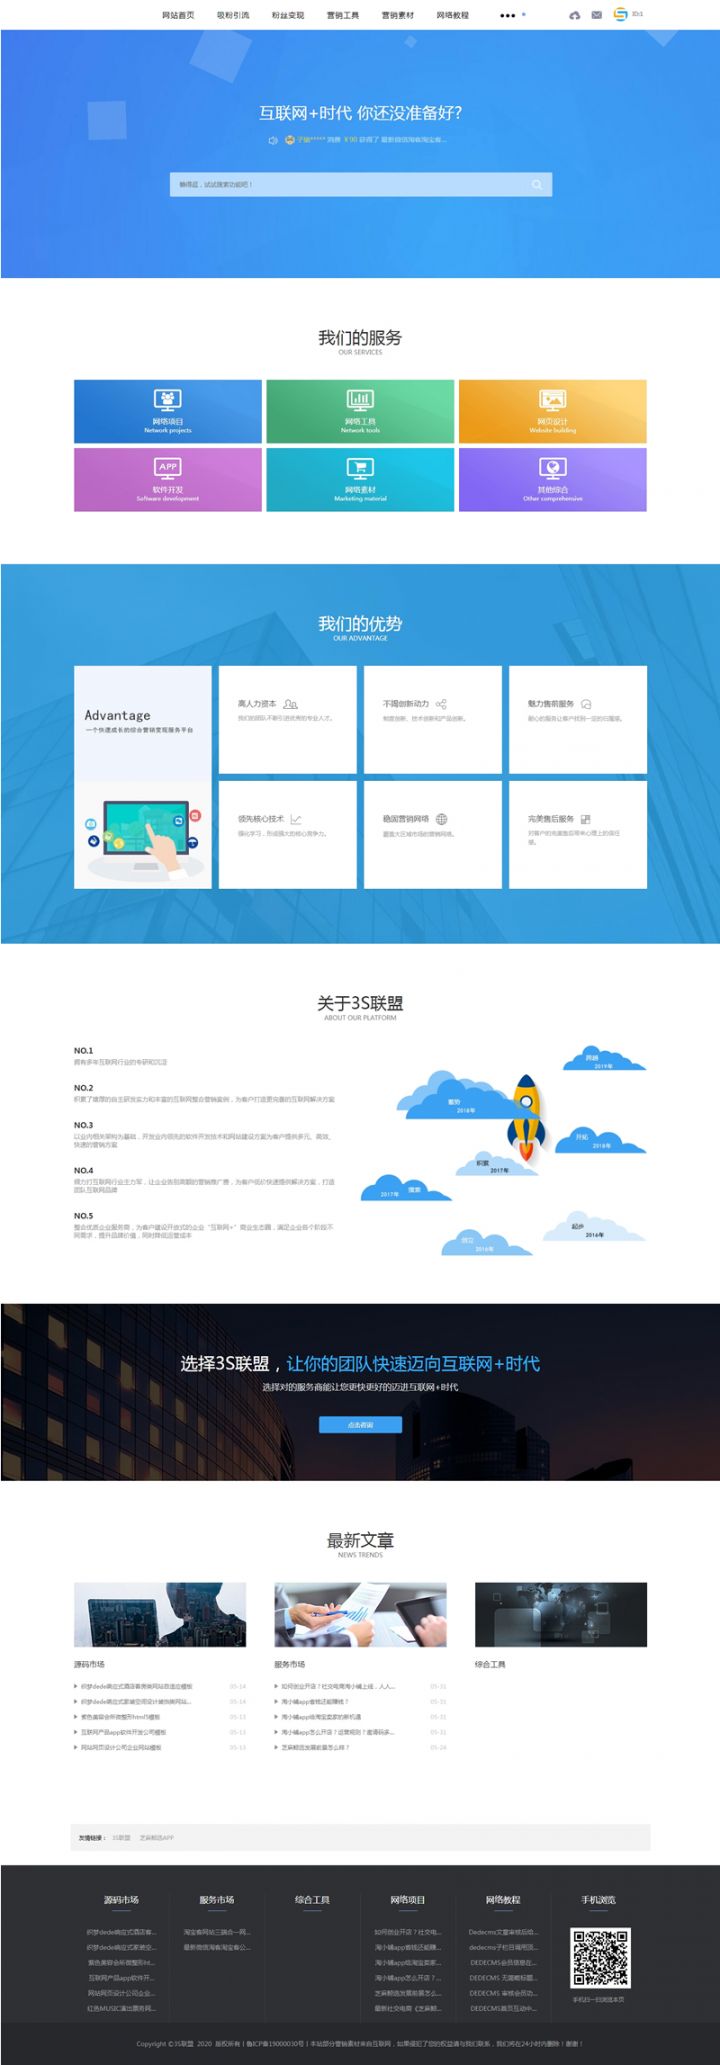 网站首页 吸粉引流 粉丝变现 营销工具 营销素材 网络教程
互联网+时代 你还没准备好?
消费 ￥90 获得了 最新微信淘客淘宝客...
懒得逛，试试搜索功能吧！
我们的服务
OUR SERVICES
网络项目 网络工具 网页设计
Network projects Network tools Website building
APP
软件开发 网络素材 其他综合
Software development Marketing material Other comprehensive
我们的优势
OUR ADVANTAGE
Advantage
一个快速成长的综合营销变现服务平台
高人力资本 不竭创新动力 魅力售前服务
我们的团队不断引进优秀的专业人才。 制度创新、技术创新和产品创新。 耐心的服务让客户找到一定的归属感。
领先核心技术 稳固营销网络 完美售后服务
强化学习，形成强大的核心竞争力。 覆盖大区域市场的营销网络。 对客户的完美售后带来心理上的信任
感。
关于3S联盟
ABOUT OUR PLATFORM
NO.1
拥有多年互联网行业的专研和沉淀
NO.2
积累了雄厚的自主研发实力和丰富的互联网整合营销案例，为客户打造更完善的互联网解决方案
NO.3
以业内相关架构为基础，开发业内领先的软件开发技术和网站建设方案为客户提供多元、高效、
快速的营销方案
NO.4
倾力打互联网行业主力军，让企业告别高额的营销推广费，为客户低价快速提供解决方案，打造
团队互联网品牌
NO.5
整合优质企业服务商，为客户建设开放式的企业“互联网+”商业生态圈，满足企业各个阶段不
同需求，提升品牌价值，同时降低运营成本
跨越
2019年
蓄势
2018年
开拓
2018年
积累
2017年
2017年 摸索
起步
2016年
创立
2016年
选择3S联盟，让你的团队快速迈向互联网+时代
选择对的服务商能让您更快更好的迈进互联网+时代
点击咨询
最新文章
NEWS TRENDS
源码市场 服务市场 综合工具
织梦dede响应式酒店客房类网站自适应模板 05-14
织梦dede响应式家装空间设计装饰类网站... 05-14
紫色美容会所微整形html5模板 05-13
互联网产品app软件开发公司模板 05-13
网站网页设计公司企业网站模板 05-13
如何创业开店？社交电商淘小铺上线，人人... 05-31
淘小铺app省钱还能赚钱？ 05-31
淘小铺app给淘宝卖家的新机遇 05-31
淘小铺app怎么开店？运营规则？邀请码多... 05-31
芝麻鲸选发展前景怎么样？ 05-24
友情链接： 3S联盟 芝麻鲸选APP
源码市场 服务市场 综合工具 网络项目 网络教程 手机浏览
织梦dede响应式酒店客... 淘宝客网站三端合一网... 如何创业开店？社交电... Dedecms文章审核后给...
织梦dede响应式家装空... 最新微信淘客淘宝客公... 淘小铺app省钱还能赚... dedecms子栏目调用顶...
紫色美容会所微整形ht... 淘小铺app给淘宝卖家... DEDECMS会员信息在...
互联网产品app软件开... 淘小铺app怎么开店？... DEDECMS 无简略标题...
网站网页设计公司企业... 芝麻鲸选发展前景怎么... DEDECMS 审核会员功...
红色MUSIC演出票务网... 最新社交电商《芝麻鲸... DEDECMS首页互动中...
手机扫一扫浏览本页
Copyright ©3S联盟 2020 版权所有 | 鲁ICP备19000030号 | 本站部分营销素材来自互联网，如果侵犯了您的权益请与我们联系，我们将在24小时内删除！谢谢！